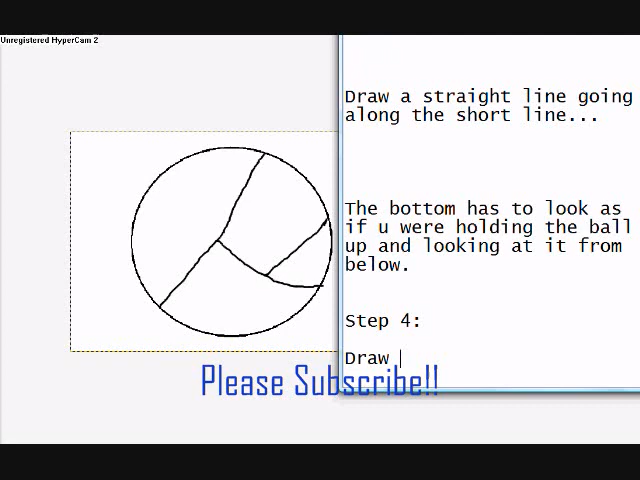 Unregistered HyperCam 2
Draw a straight line going
along the short line...
The bottom has to look as
if u were holding the ball
up and looking at it from
below.
Step 4:
Draw
Please Subscribe!!